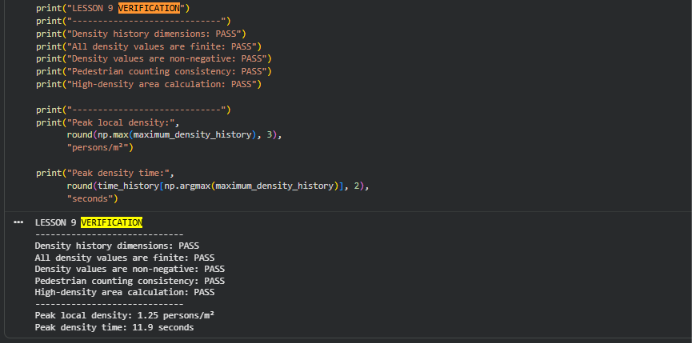 print("LESSON 9 VERIFICATION")
print("-----------------------------")
print("Density history dimensions: PASS")
print("All density values are finite: PASS")
print("Density values are non-negative: PASS")
print("Pedestrian counting consistency: PASS")
print("High-density area calculation: PASS")
print("-----------------------------")
print("Peak local density:",
round(np.max(maximum_density_history), 3),
"persons/m²")
print("Peak density time:",
round(time_history[np.argmax(maximum_density_history)], 2),
"seconds")
... LESSON 9 VERIFICATION
-----------------------------
Density history dimensions: PASS
All density values are finite: PASS
Density values are non-negative: PASS
Pedestrian counting consistency: PASS
High-density area calculation: PASS
-----------------------------
Peak local density: 1.25 persons/m²
Peak density time: 11.9 seconds